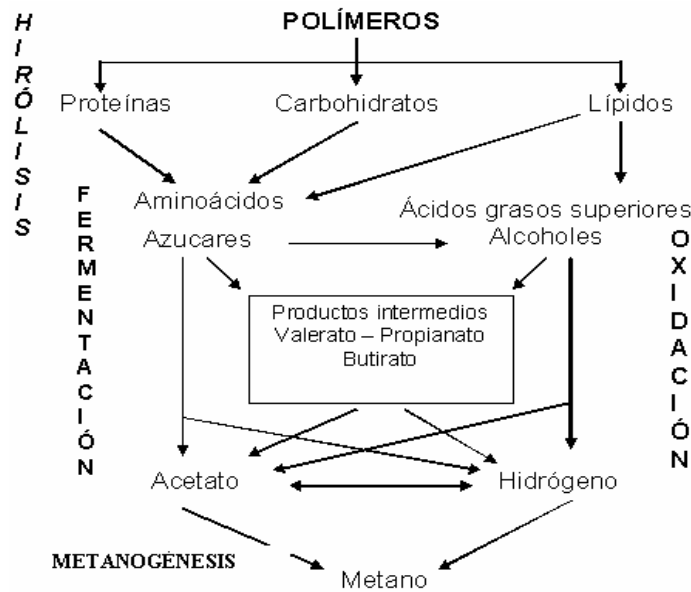 HIRÓLISIS
POLÍMEROS
Proteínas
Carbohidratos
Lípidos
FERMENTACIÓN
Aminoácidos
Azucares
Ácidos grasos superiores
Alcoholes
OXIDACIÓN
Productos intermedios
Valerato – Propianato
Butirato
Acetato
Hidrógeno
METANOGÉNESIS
Metano